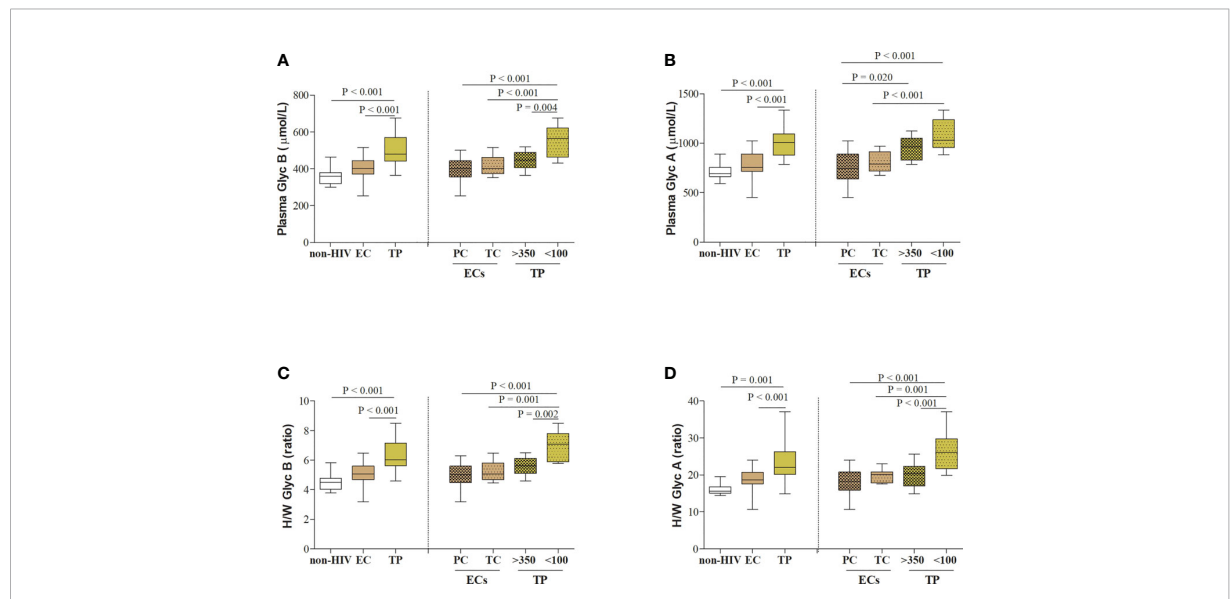 A
P < 0.001
P < 0.001
P < 0.001
P < 0.001
P < 0.001
P = 0.004
Plasma Glyc B (μmol/L)
800
600
400
200
0
non-HIV EC TP
PC TC >350 <100
ECs TP
B
P < 0.001
P = 0.020
P < 0.001
P < 0.001
P < 0.001
Plasma Glyc A (μmol/L)
1500
1000
500
0
non-HIV EC TP
PC TC >350 <100
ECs TP
C
P < 0.001
P < 0.001
P < 0.001
P = 0.001
P = 0.002
H/W Glyc B (ratio)
10
8
6
4
2
0
non-HIV EC TP
PC TC >350 <100
ECs TP
D
P < 0.001
P = 0.001
P = 0.001
P < 0.001
P < 0.001
H/W Glyc A (ratio)
40
30
20
10
0
non-HIV EC TP
PC TC >350 <100
ECs TP